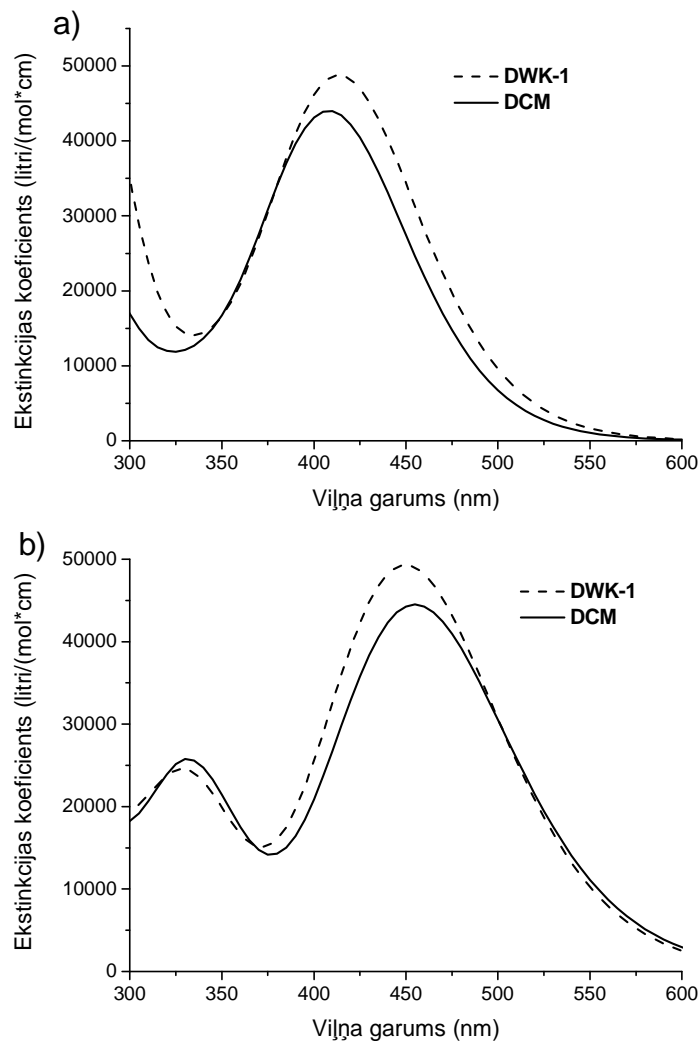 a)
50000
40000
30000
20000
10000
0
Ekstinkcijas koeficients (litri/(mol*cm)
DWK-1
DCM
300 350 400 450 500 550 600
Viļņa garums (nm)
b)
50000
40000
30000
20000
10000
0
Ekstinkcijas koeficients (litri/(mol*cm)
DWK-1
DCM
300 350 400 450 500 550 600
Viļņa garums (nm)